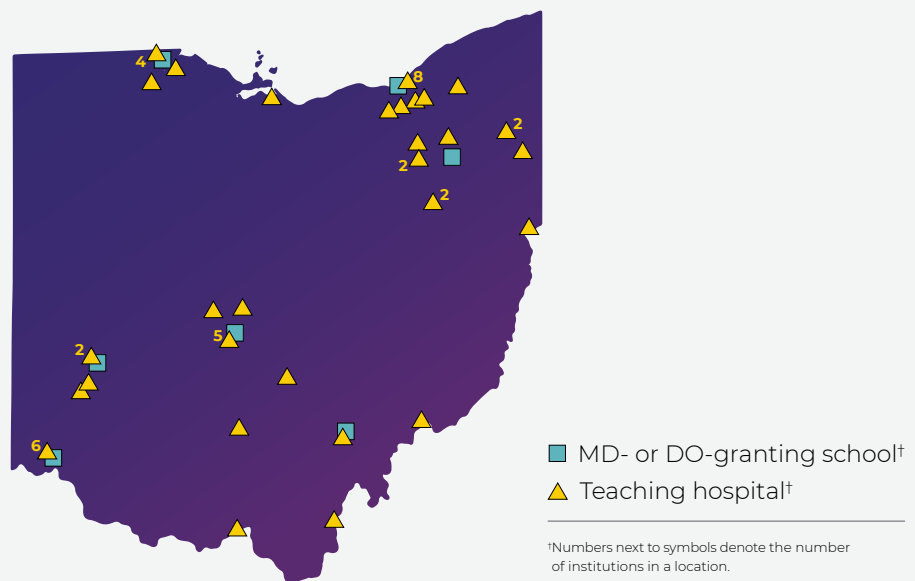 4
8
2
2
2
5
2
6
MD- or DO-granting school†
Teaching hospital†
†Numbers next to symbols denote the number
of institutions in a location.